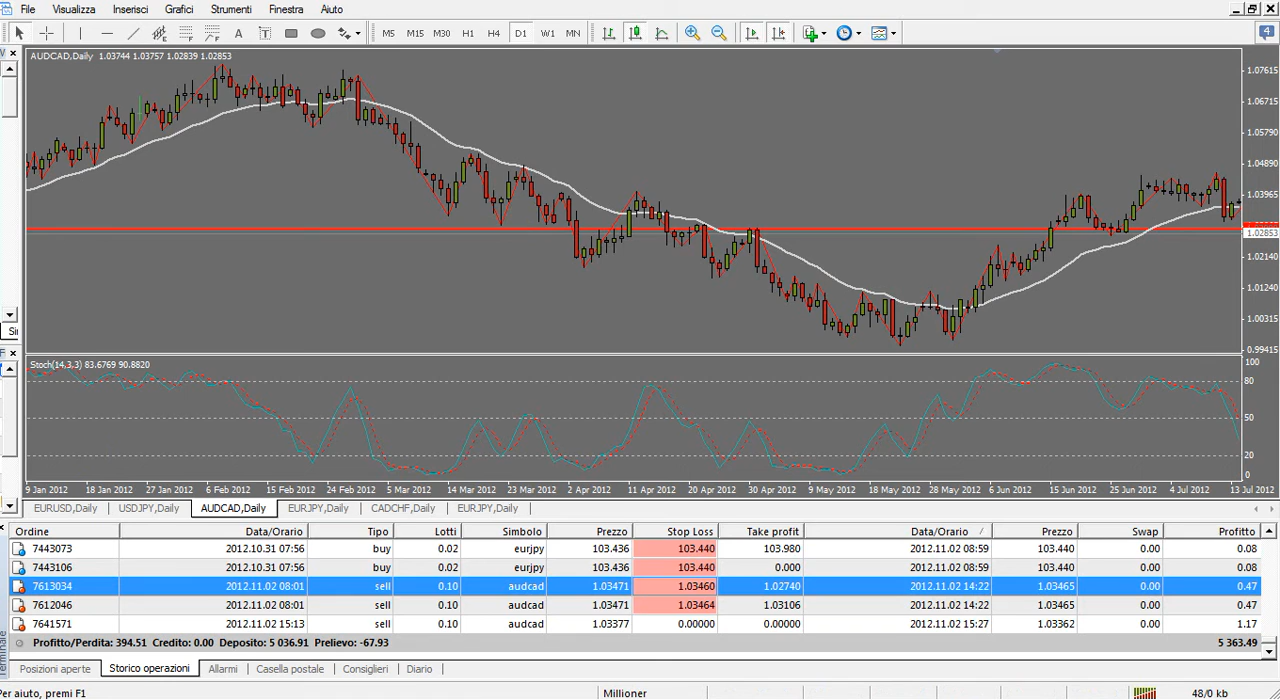 File Visualizza Inserisci Grafici Strumenti Finestra Aiuto
A T M5 M15 M30 H1 H4 D1 W1 MN 4
AUDCAD,Daily 1.03744 1.03757 1.02839 1.02853
1.07615
1.06715
1.05790
1.04890
1.03965
1.02853
1.02140
1.01240
1.00315
0.99415
Stoch(14,3,3) 83.6769 90.8820
100
80
50
20
0
9 Jan 2012 18 Jan 2012 27 Jan 2012 6 Feb 2012 15 Feb 2012 24 Feb 2012 5 Mar 2012 14 Mar 2012 23 Mar 2012 2 Apr 2012 11 Apr 2012 20 Apr 2012 30 Apr 2012 9 May 2012 18 May 2012 28 May 2012 6 Jun 2012 15 Jun 2012 25 Jun 2012 4 Jul 2012 13 Jul 2012
EURUSD,Daily USDJPY,Daily AUDCAD,Daily EURJPY,Daily CADCHF,Daily EURJPY,Daily
Ordine Data/Orario Tipo Lotti Simbolo Prezzo Stop Loss Take profit Data/Orario / Prezzo Swap Profitto
7443073 2012.10.31 07:56 buy 0.02 eurjpy 103.436 103.440 103.980 2012.11.02 08:59 103.440 0.00 0.08
7443106 2012.10.31 07:56 buy 0.02 eurjpy 103.436 103.440 0.000 2012.11.02 08:59 103.440 0.00 0.08
7613034 2012.11.02 08:01 sell 0.10 audcad 1.03471 1.03460 1.02740 2012.11.02 14:22 1.03465 0.00 0.47
7612046 2012.11.02 08:01 sell 0.10 audcad 1.03471 1.03464 1.03106 2012.11.02 14:22 1.03465 0.00 0.47
7641571 2012.11.02 15:13 sell 0.10 audcad 1.03377 0.00000 0.00000 2012.11.02 15:27 1.03362 0.00 1.17
Profitto/Perdita: 394.51 Credito: 0.00 Deposito: 5 036.91 Prelievo: -67.93 5 363.49
Terminale
Posizioni aperte Storico operazioni Allarmi Casella postale Consiglieri Diario
Per aiuto, premi F1 Millioner 48/0 kb